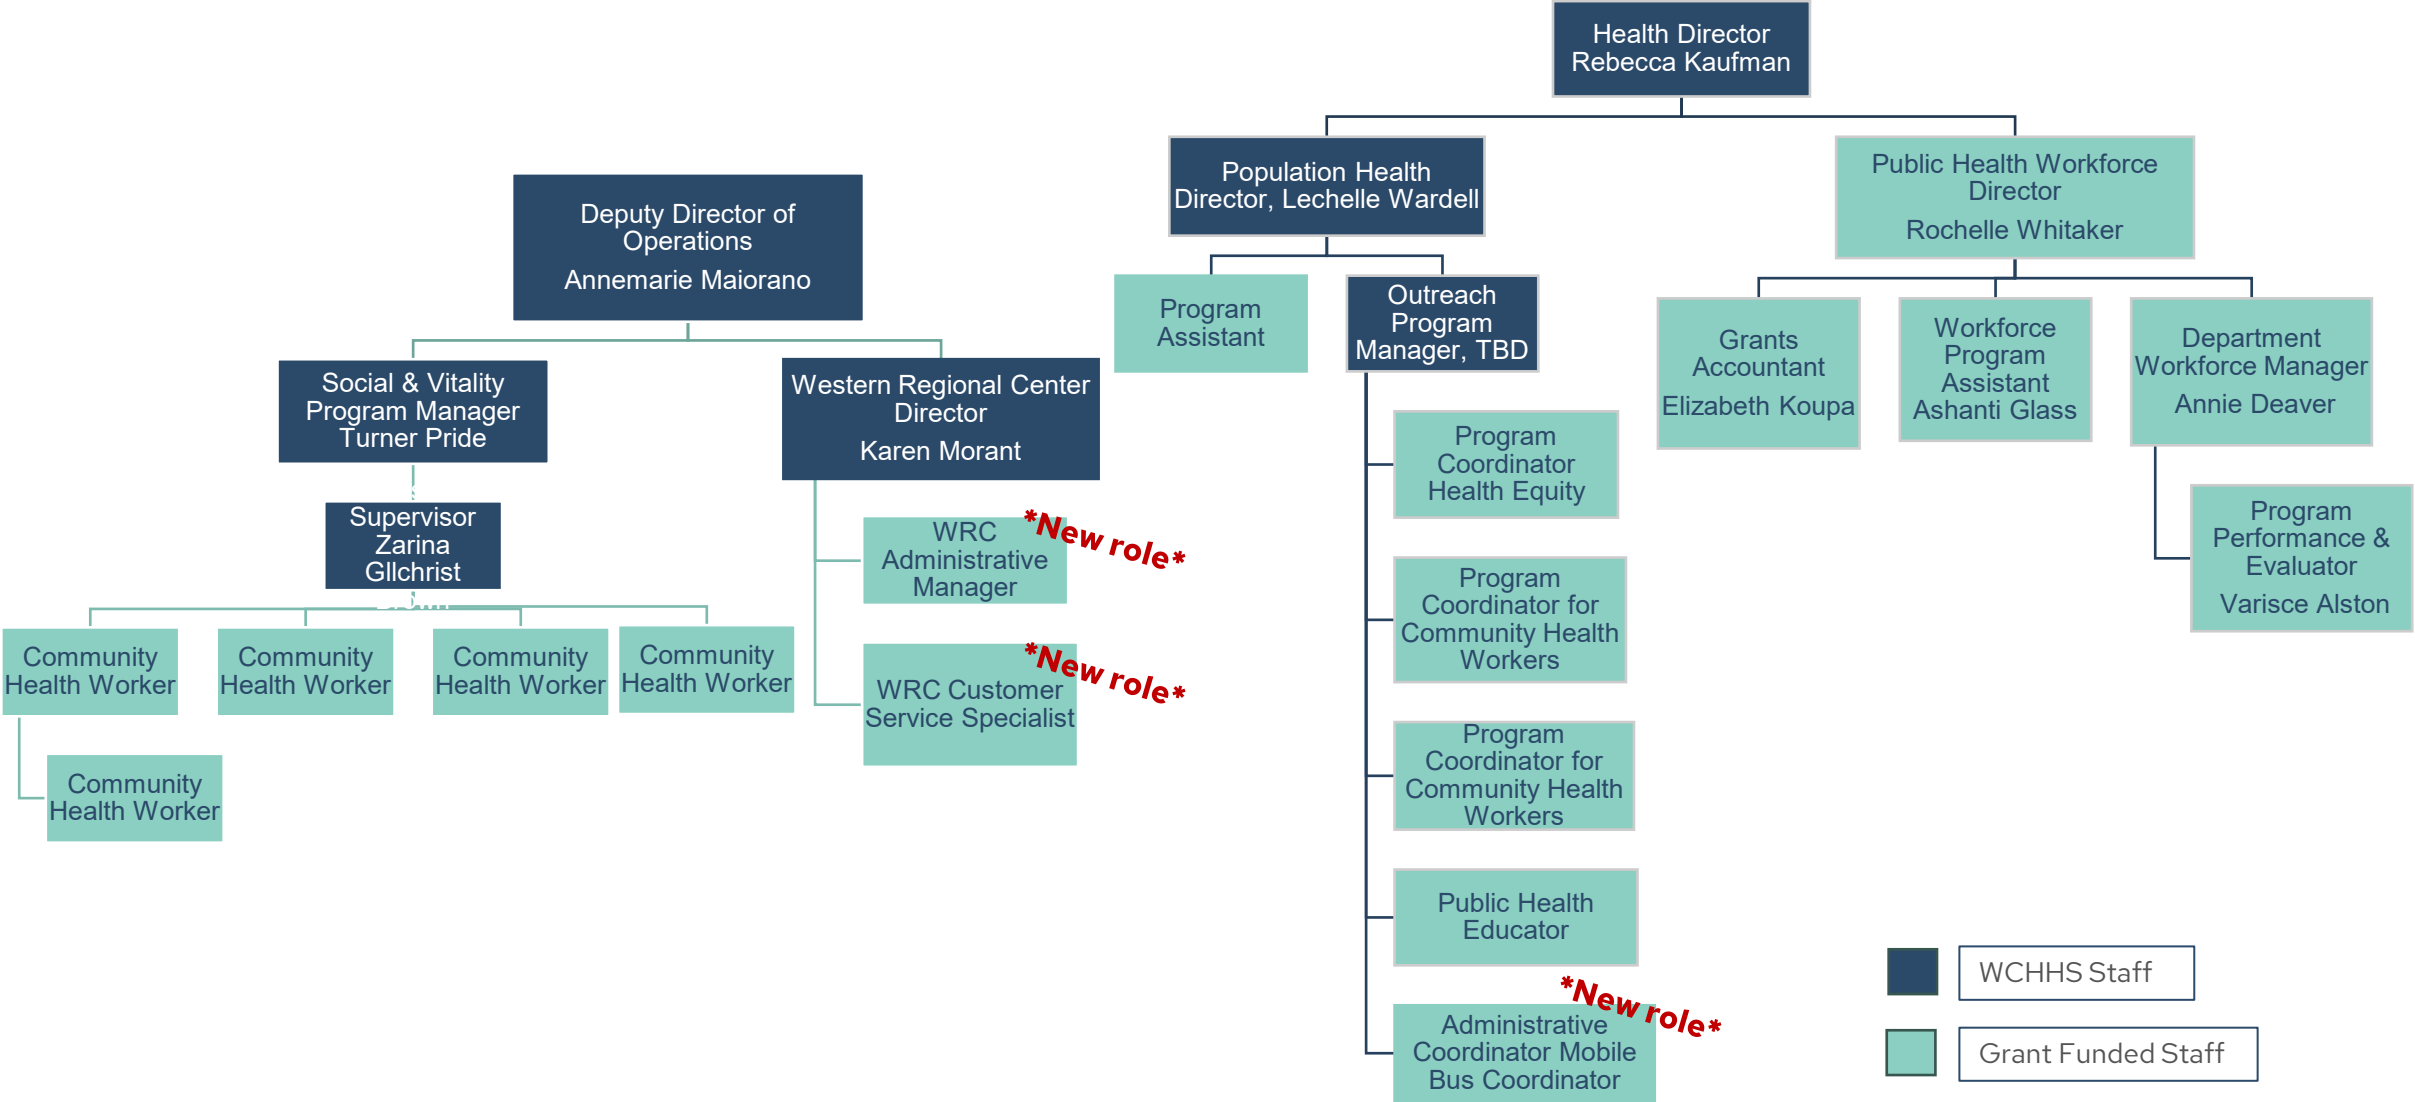 Health Director
Rebecca Kaufman
Population Health
Director, Lechelle Wardell
Public Health Workforce
Director
Rochelle Whitaker
Deputy Director of
Operations
Annemarie Maiorano
Program
Assistant
Outreach
Program
Manager, TBD
Grants
Accountant
Elizabeth Koupa
Workforce
Program
Assistant
Ashanti Glass
Department
Workforce Manager
Annie Deaver
Social & Vitality
Program Manager
Turner Pride
Western Regional Center
Director
Karen Morant
Program
Coordinator
Health Equity
Program
Performance &
Evaluator
Varisce Alston
Supervisor
Zarina
Gllchrist
WRC
Administrative
Manager
*New role*
Program
Coordinator for
Community Health
Workers
Community
Health Worker
Community
Health Worker
Community
Health Worker
Community
Health Worker
WRC Customer
Service Specialist
*New role*
Program
Coordinator for
Community Health
Workers
Community
Health Worker
Public Health
Educator
*New role*
Administrative
Coordinator Mobile
Bus Coordinator
WCHHS Staff
Grant Funded Staff